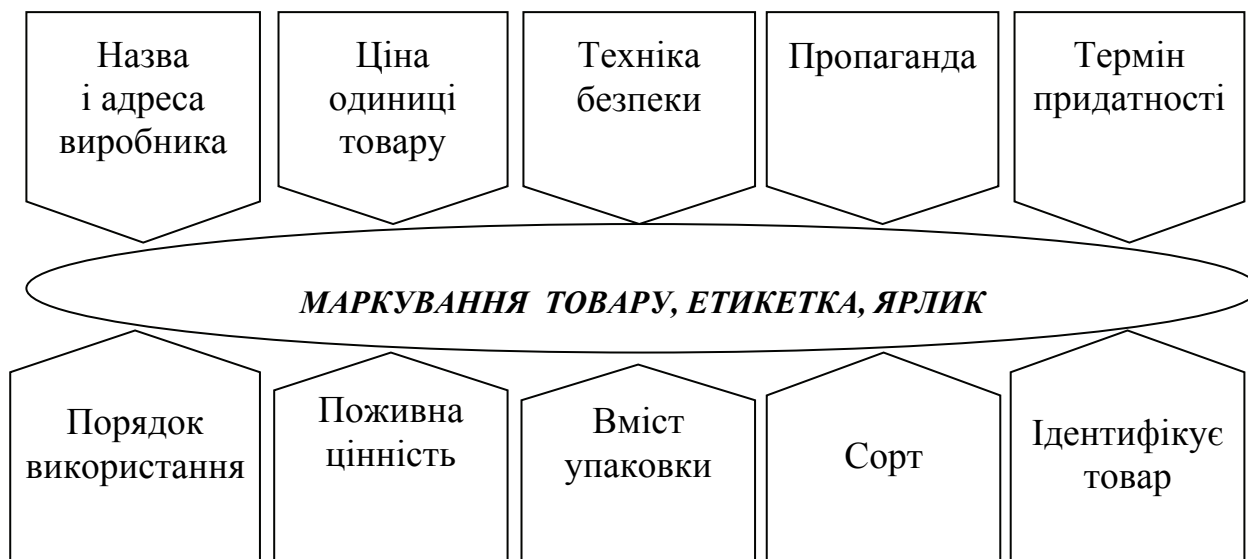 Назва
і адреса
виробника
Ціна
одиниці
товару
Техніка
безпеки
Пропаганда
Термін
придатності
МАРКУВАННЯ ТОВАРУ, ЕТИКЕТКА, ЯРЛИК
Порядок
використання
Поживна
цінність
Вміст
упаковки
Сорт
Ідентифікує
товар